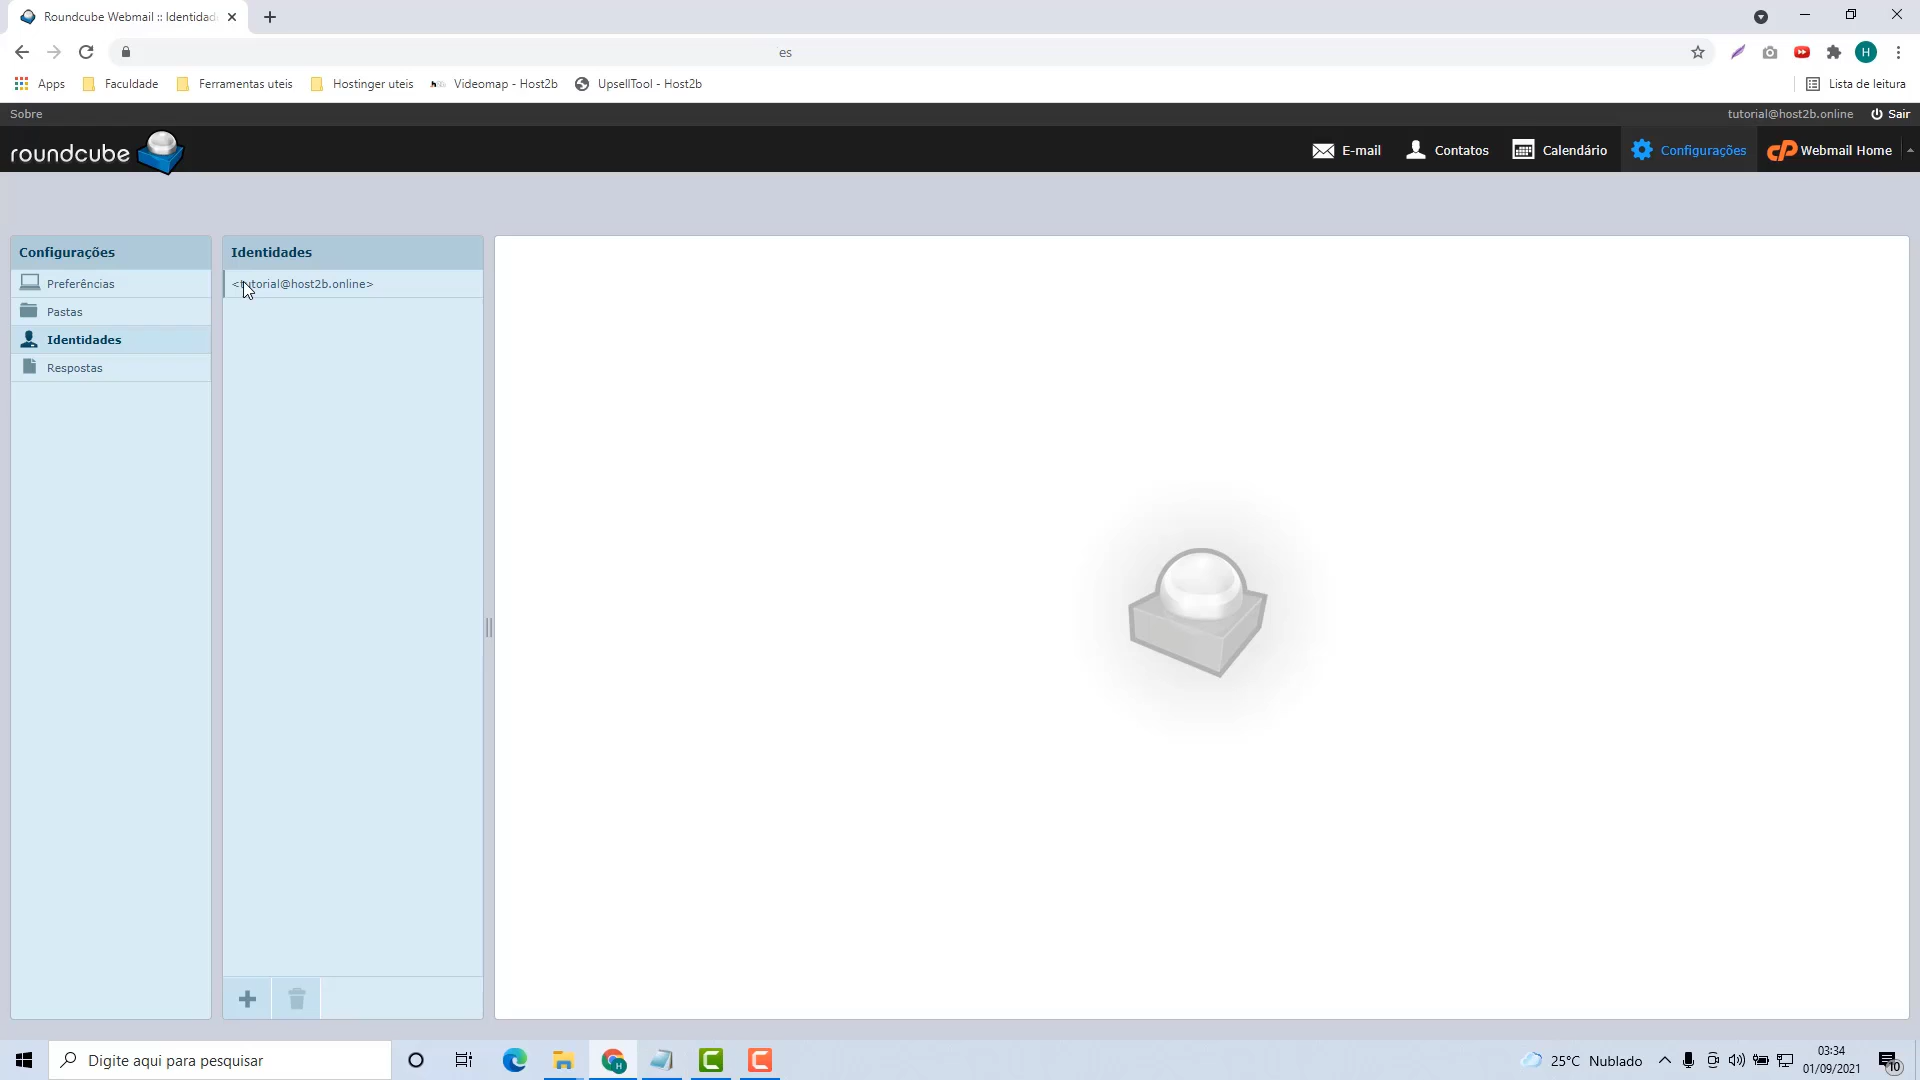 Roundcube Webmail :: Identidad
es
Apps
Faculdade
Ferramentas uteis
Hostinger uteis
Videomap - Host2b
UpsellTool - Host2b
Lista de leitura
H
Sobre
tutorial@host2b.online
Sair
roundcube
E-mail
Contatos
Calendário
Configurações
cP Webmail Home
Configurações
Preferências
Pastas
Identidades
Respostas
Identidades
<tutorial@host2b.online>
Digite aqui para pesquisar
H
25°C Nublado
03:34
01/09/2021
10